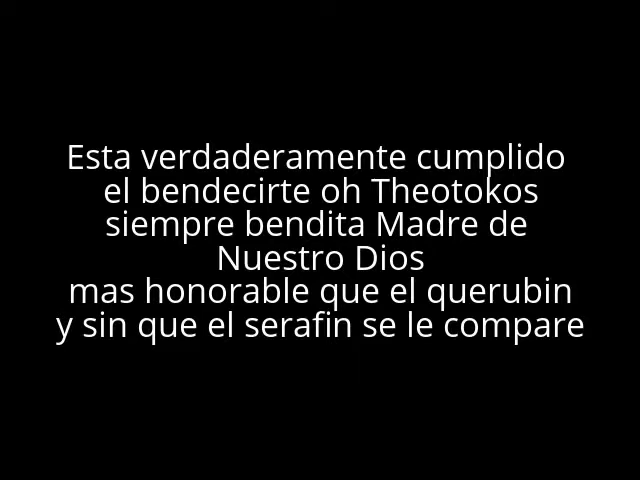 Esta verdaderamente cumplido
el bendecirte oh Theotokos
siempre bendita Madre de
Nuestro Dios
mas honorable que el querubin
y sin que el serafin se le compare